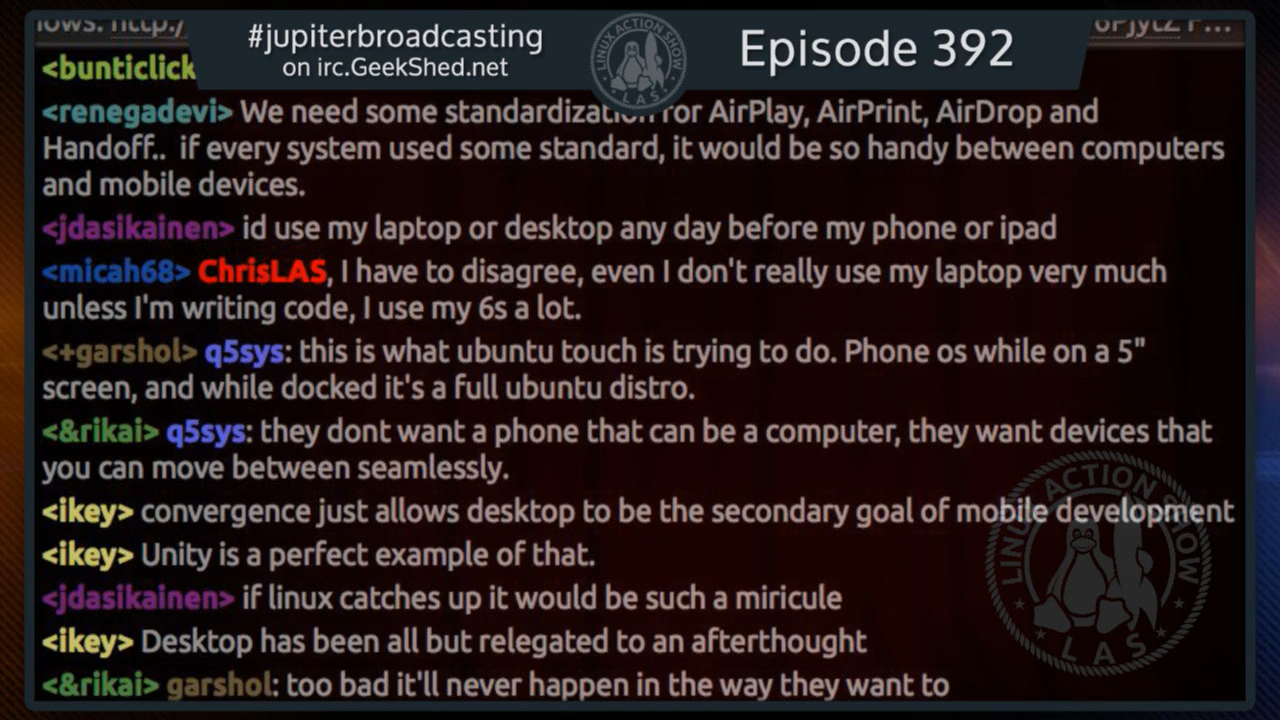 #jupiterbroadcasting
on irc.GeekShed.net
LINUX ACTION SHOW
LAS
Episode 392
<bunticlick
<renegadevi> We need some standardization for AirPlay, AirPrint, AirDrop and
Handoff.. if every system used some standard, it would be so handy between computers
and mobile devices.
<jdasikainen> id use my laptop or desktop any day before my phone or ipad
<micah68> ChrisLAS, I have to disagree, even I don't really use my laptop very much
unless I'm writing code, I use my 6s a lot.
<+garshol> q5sys: this is what ubuntu touch is trying to do. Phone os while on a 5"
screen, and while docked it's a full ubuntu distro.
<&rikai> q5sys: they dont want a phone that can be a computer, they want devices that
you can move between seamlessly.
<ikey> convergence just allows desktop to be the secondary goal of mobile development
<ikey> Unity is a perfect example of that.
<jdasikainen> if linux catches up it would be such a miricule
<ikey> Desktop has been all but relegated to an afterthought
<&rikai> garshol: too bad it'll never happen in the way they want to
LINUX ACTION SHOW
LAS